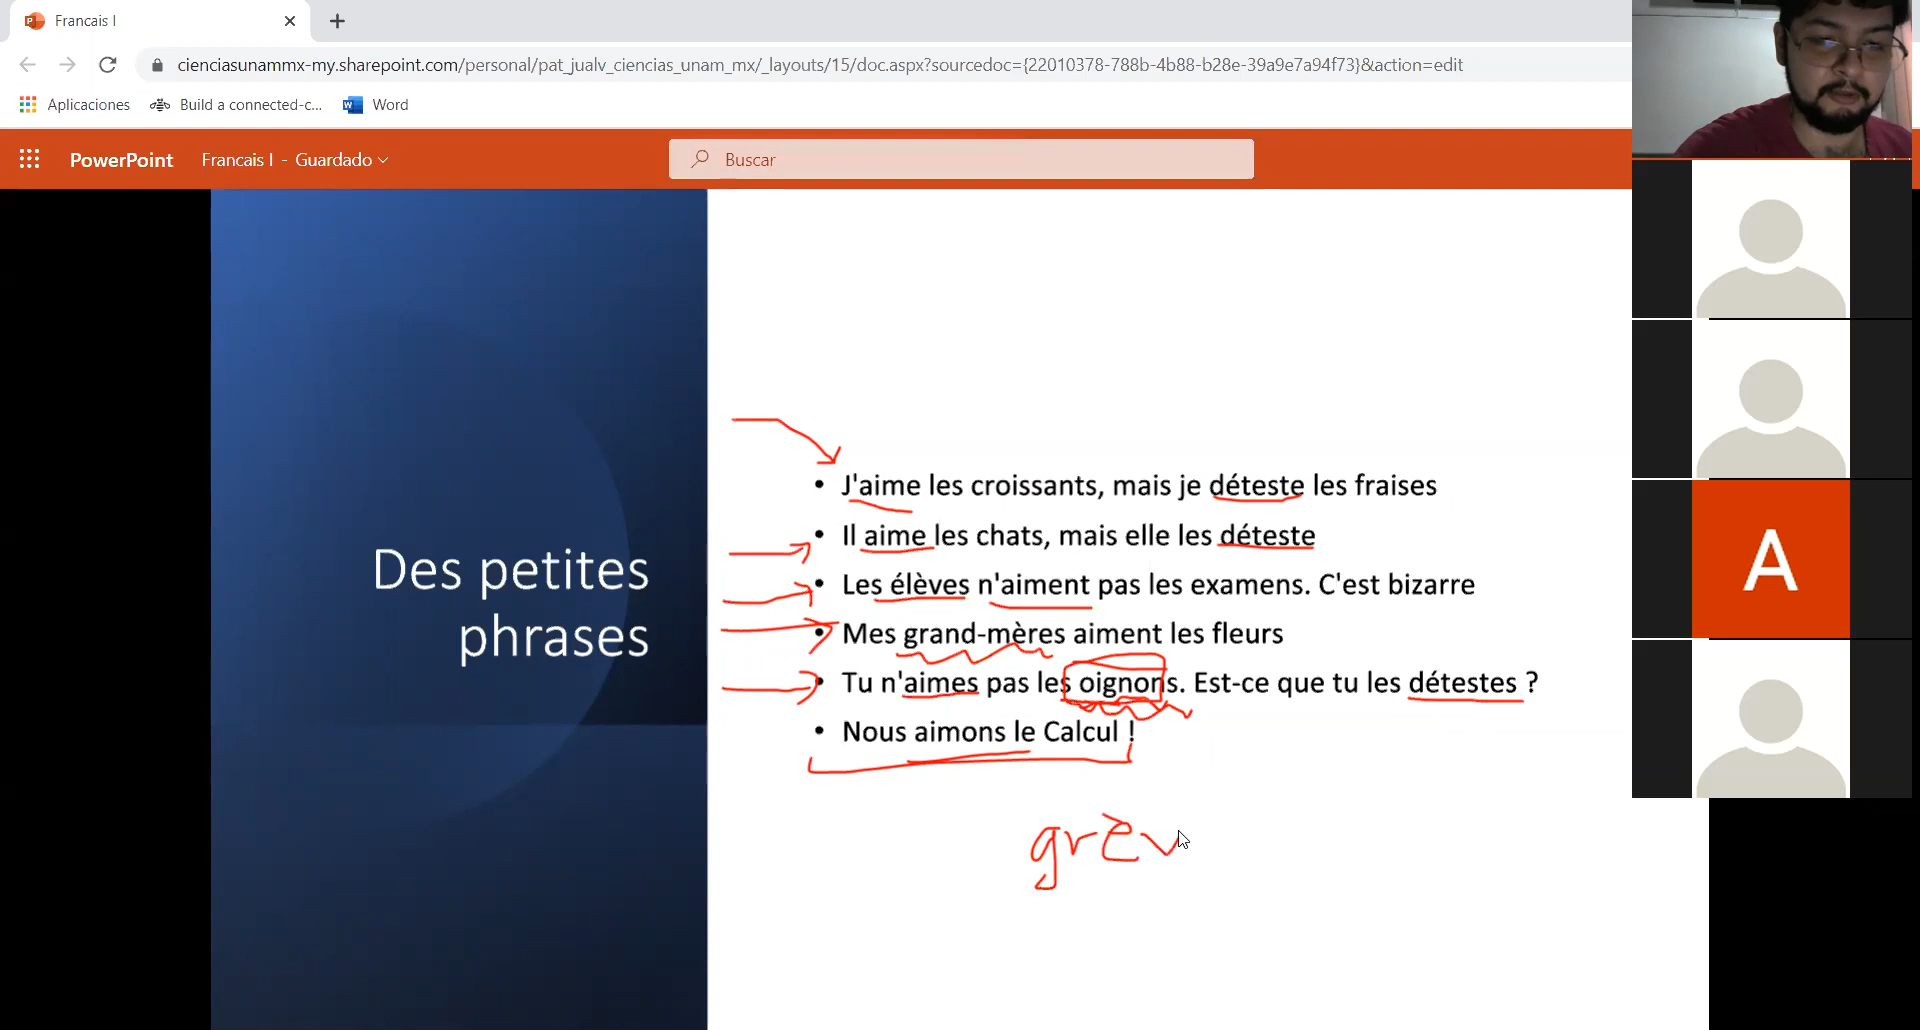 Francais I
cienciasunammx-my.sharepoint.com/personal/pat_jualv_ciencias_unam_mx/_layouts/15/doc.aspx?sourcedoc={22010378-788b-4b88-b28e-39a9e7a94f73}&action=edit
Aplicaciones Build a connected-c... Word
PowerPoint Francais I - Guardado Buscar
Des petites
phrases
• J'aime les croissants, mais je déteste les fraises
• Il aime les chats, mais elle les déteste
• Les élèves n'aiment pas les examens. C'est bizarre
• Mes grand-mères aiment les fleurs
• Tu n'aimes pas les oignons. Est-ce que tu les détestes ?
• Nous aimons le Calcul !
grev
A